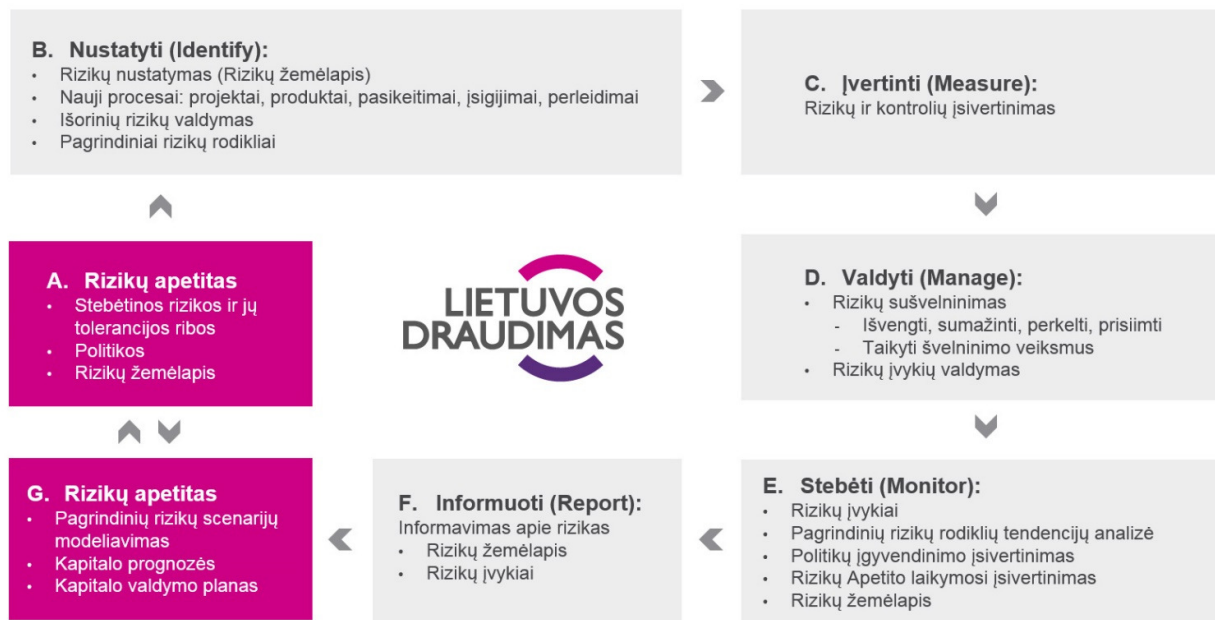 B. Nustatyti (Identify):
• Rizikų nustatymas (Rizikų žemėlapis)
• Nauji procesai: projektai, produktai, pasikeitimai, įsigijimai, perleidimai
• Išorinių rizikų valdymas
• Pagrindiniai rizikų rodikliai
C. Įvertinti (Measure):
Rizikų ir kontrolių įsivertinimas
A. Rizikų apetitas
• Stebėtinos rizikos ir jų
tolerancijos ribos
• Politikos
• Rizikų žemėlapis
LIETUVOS
DRAUDIMAS
D. Valdyti (Manage):
• Rizikų sušvelninimas
- Išvengti, sumažinti, perkelti, prisiimti
- Taikyti švelninimo veiksmus
• Rizikų įvykių valdymas
G. Rizikų apetitas
• Pagrindinių rizikų scenarijų
modeliavimas
• Kapitalo prognozės
• Kapitalo valdymo planas
F. Informuoti (Report):
Informavimas apie rizikas
• Rizikų žemėlapis
• Rizikų įvykiai
E. Stebėti (Monitor):
• Rizikų įvykiai
• Pagrindinių rizikų rodiklių tendencijų analizė
• Politikų įgyvendinimo įsivertinimas
• Rizikų Apetito laikymosi įsivertinimas
• Rizikų žemėlapis